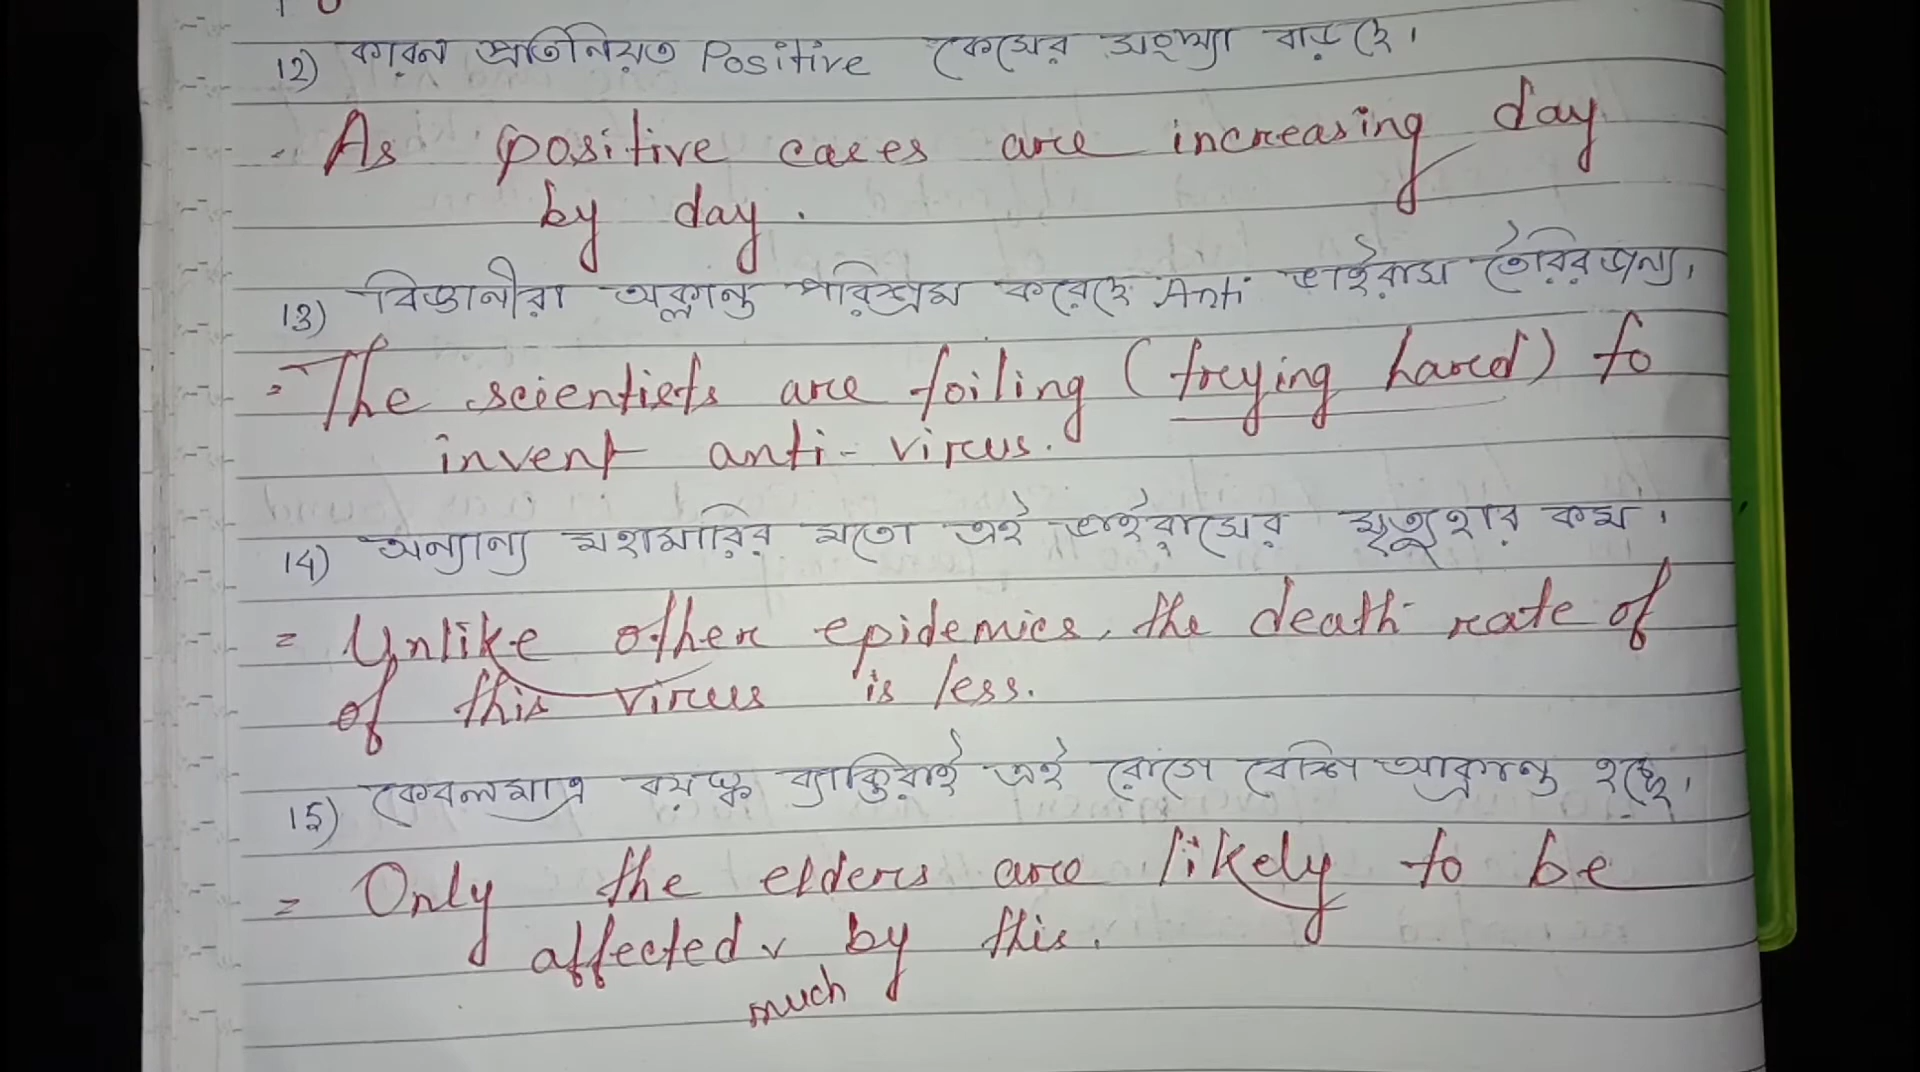 12) কারন প্রতিনিয়ত Positive কেসের সংখ্যা বাড়ছে।
As positive cases are increasing day
by day.
13) বিজ্ঞানীরা অক্লান্ত পরিশ্রম করেছে Anti ভাইরাস তৈরির জন্য।
= The scientists are toiling (trying hard) to
invent anti-virus.
14) অন্যান্য মহামারির মতো এই ভাইরাসের মৃত্যুহার কম।
= Unlike other epidemics, the death rate of
of this virus is less.
15) কেবলমাত্র বয়স্ক ব্যাক্তিরাই এই রোগে বেশি আক্রান্ত হচ্ছে।
= Only the elders are likely to be
affected v by this.
much